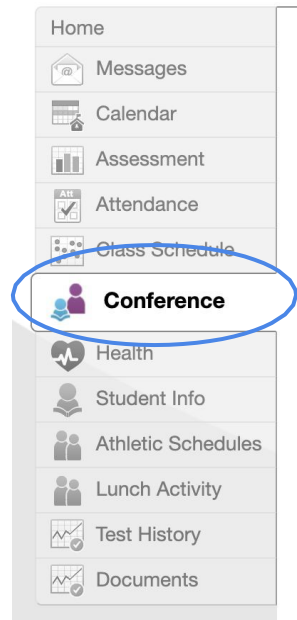 Home
@
Messages
Calendar
Assessment
Att
Attendance
Class Schedule
Conference
Health
Student Info
Athletic Schedules
Lunch Activity
Test History
Documents